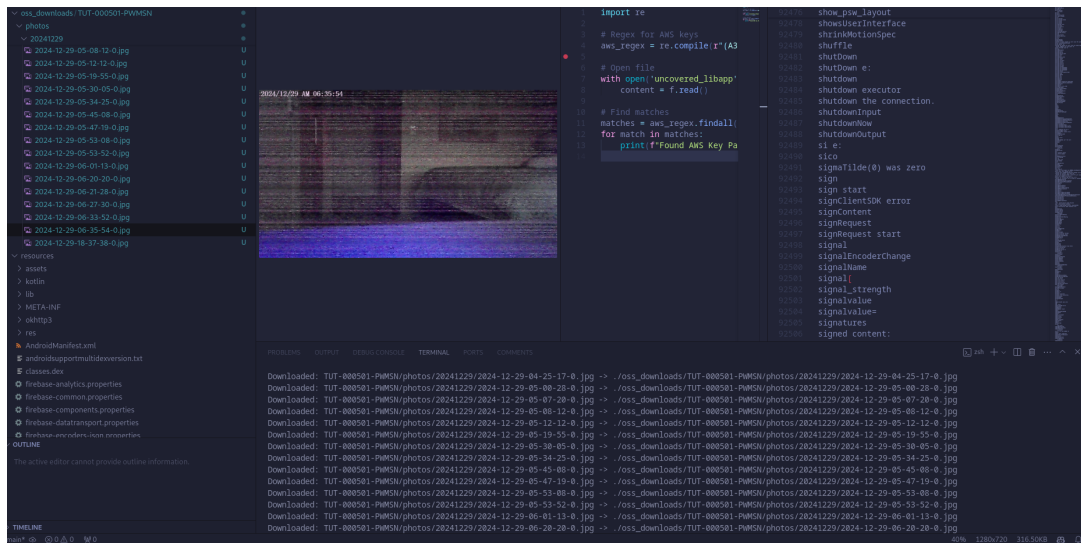 oss_downloads/TUT-000501-PWMSN
photos
20241229
2024-12-29-05-08-12-0.jpg U
2024-12-29-05-12-12-0.jpg U
2024-12-29-05-19-55-0.jpg U
2024-12-29-05-30-05-0.jpg U
2024-12-29-05-34-25-0.jpg U
2024-12-29-05-45-08-0.jpg U
2024-12-29-05-47-19-0.jpg U
2024-12-29-05-53-08-0.jpg U
2024-12-29-05-53-52-0.jpg U
2024-12-29-06-01-13-0.jpg U
2024-12-29-06-20-20-0.jpg U
2024-12-29-06-21-28-0.jpg U
2024-12-29-06-27-30-0.jpg U
2024-12-29-06-33-52-0.jpg U
2024-12-29-06-35-54-0.jpg U
2024-12-29-18-37-38-0.jpg U
resources
assets
kotlin
lib
META-INF
okhttp3
res
AndroidManifest.xml
androidsupportmultidexversion.txt
classes.dex
firebase-analytics.properties
firebase-common.properties
firebase-components.properties
firebase-datatransport.properties
firebase-encoders-json.properties
OUTLINE
The active editor cannot provide outline information.
TIMELINE
2024/12/29 AM 06:35:54
import re
# Regex for AWS keys
aws_regex = re.compile(r"(A3
# Open file
with open('uncovered_libapp'
content = f.read()
# Find matches
matches = aws_regex.findall(
for match in matches:
print(f"Found AWS Key Pa
show_psw_layout
showsUserInterface
shrinkMotionSpec
shuffle
shutDown
shutDown e:
shutdown
shutdown executor
shutdown the connection.
shutdownInput
shutdownNow
shutdownOutput
si e:
sico
sigmaTilde(0) was zero
sign
sign start
signClientSDK error
signContent
signRequest
signRequest start
signal
signalEncoderChange
signalName
signal{
signal_strength
signalvalue
signalvalue=
signatures
signed content:
PROBLEMS OUTPUT DEBUG CONSOLE TERMINAL PORTS COMMENTS
zsh
Downloaded: TUT-000501-PWMSN/photos/20241229/2024-12-29-04-25-17-0.jpg -> ./oss_downloads/TUT-000501-PWMSN/photos/20241229/2024-12-29-04-25-17-0.jpg
Downloaded: TUT-000501-PWMSN/photos/20241229/2024-12-29-05-00-28-0.jpg -> ./oss_downloads/TUT-000501-PWMSN/photos/20241229/2024-12-29-05-00-28-0.jpg
Downloaded: TUT-000501-PWMSN/photos/20241229/2024-12-29-05-07-20-0.jpg -> ./oss_downloads/TUT-000501-PWMSN/photos/20241229/2024-12-29-05-07-20-0.jpg
Downloaded: TUT-000501-PWMSN/photos/20241229/2024-12-29-05-08-12-0.jpg -> ./oss_downloads/TUT-000501-PWMSN/photos/20241229/2024-12-29-05-08-12-0.jpg
Downloaded: TUT-000501-PWMSN/photos/20241229/2024-12-29-05-12-12-0.jpg -> ./oss_downloads/TUT-000501-PWMSN/photos/20241229/2024-12-29-05-12-12-0.jpg
Downloaded: TUT-000501-PWMSN/photos/20241229/2024-12-29-05-19-55-0.jpg -> ./oss_downloads/TUT-000501-PWMSN/photos/20241229/2024-12-29-05-19-55-0.jpg
Downloaded: TUT-000501-PWMSN/photos/20241229/2024-12-29-05-30-05-0.jpg -> ./oss_downloads/TUT-000501-PWMSN/photos/20241229/2024-12-29-05-30-05-0.jpg
Downloaded: TUT-000501-PWMSN/photos/20241229/2024-12-29-05-34-25-0.jpg -> ./oss_downloads/TUT-000501-PWMSN/photos/20241229/2024-12-29-05-34-25-0.jpg
Downloaded: TUT-000501-PWMSN/photos/20241229/2024-12-29-05-45-08-0.jpg -> ./oss_downloads/TUT-000501-PWMSN/photos/20241229/2024-12-29-05-45-08-0.jpg
Downloaded: TUT-000501-PWMSN/photos/20241229/2024-12-29-05-47-19-0.jpg -> ./oss_downloads/TUT-000501-PWMSN/photos/20241229/2024-12-29-05-47-19-0.jpg
Downloaded: TUT-000501-PWMSN/photos/20241229/2024-12-29-05-53-08-0.jpg -> ./oss_downloads/TUT-000501-PWMSN/photos/20241229/2024-12-29-05-53-08-0.jpg
Downloaded: TUT-000501-PWMSN/photos/20241229/2024-12-29-05-53-52-0.jpg -> ./oss_downloads/TUT-000501-PWMSN/photos/20241229/2024-12-29-05-53-52-0.jpg
Downloaded: TUT-000501-PWMSN/photos/20241229/2024-12-29-06-01-13-0.jpg -> ./oss_downloads/TUT-000501-PWMSN/photos/20241229/2024-12-29-06-01-13-0.jpg
Downloaded: TUT-000501-PWMSN/photos/20241229/2024-12-29-06-20-20-0.jpg -> ./oss_downloads/TUT-000501-PWMSN/photos/20241229/2024-12-29-06-20-20-0.jpg
main* 0 0 0 40% 1280x720 316.50KB